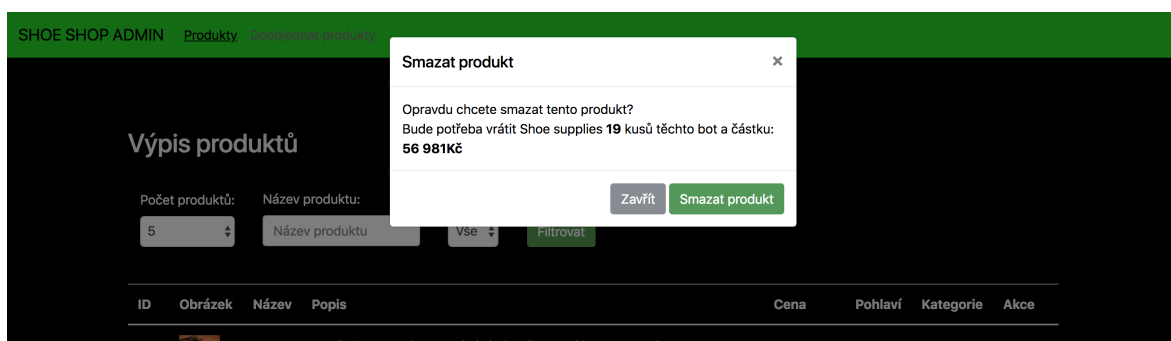 SHOE SHOP ADMIN Produkty Doobjednat produkty
Smazat produkt ×
Opravdu chcete smazat tento produkt?
Bude potřeba vrátit Shoe supplies 19 kusů těchto bot a částku:
56 981Kč
Zavřít Smazat produkt
Výpis produktů
Počet produktů: Název produktu:
5 Název produktu Vše Filtrovat
ID Obrázek Název Popis Cena Pohlaví Kategorie Akce